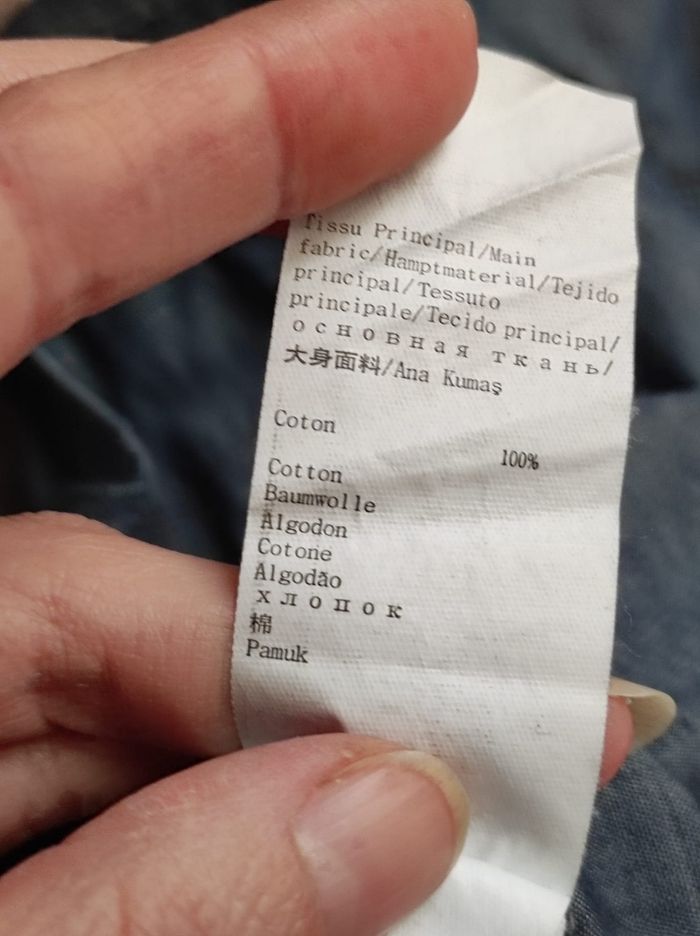 Tissu Principal/Main
fabric/Hamptmaterial/Tejido
principal/Tessuto
principale/Tecido principal/
основная ткань/
大身面料/Ana Kumaş
Coton
100%
Cotton
Baumwolle
Algodon
Cotone
Algodão
хлопок
棉
Pamuk